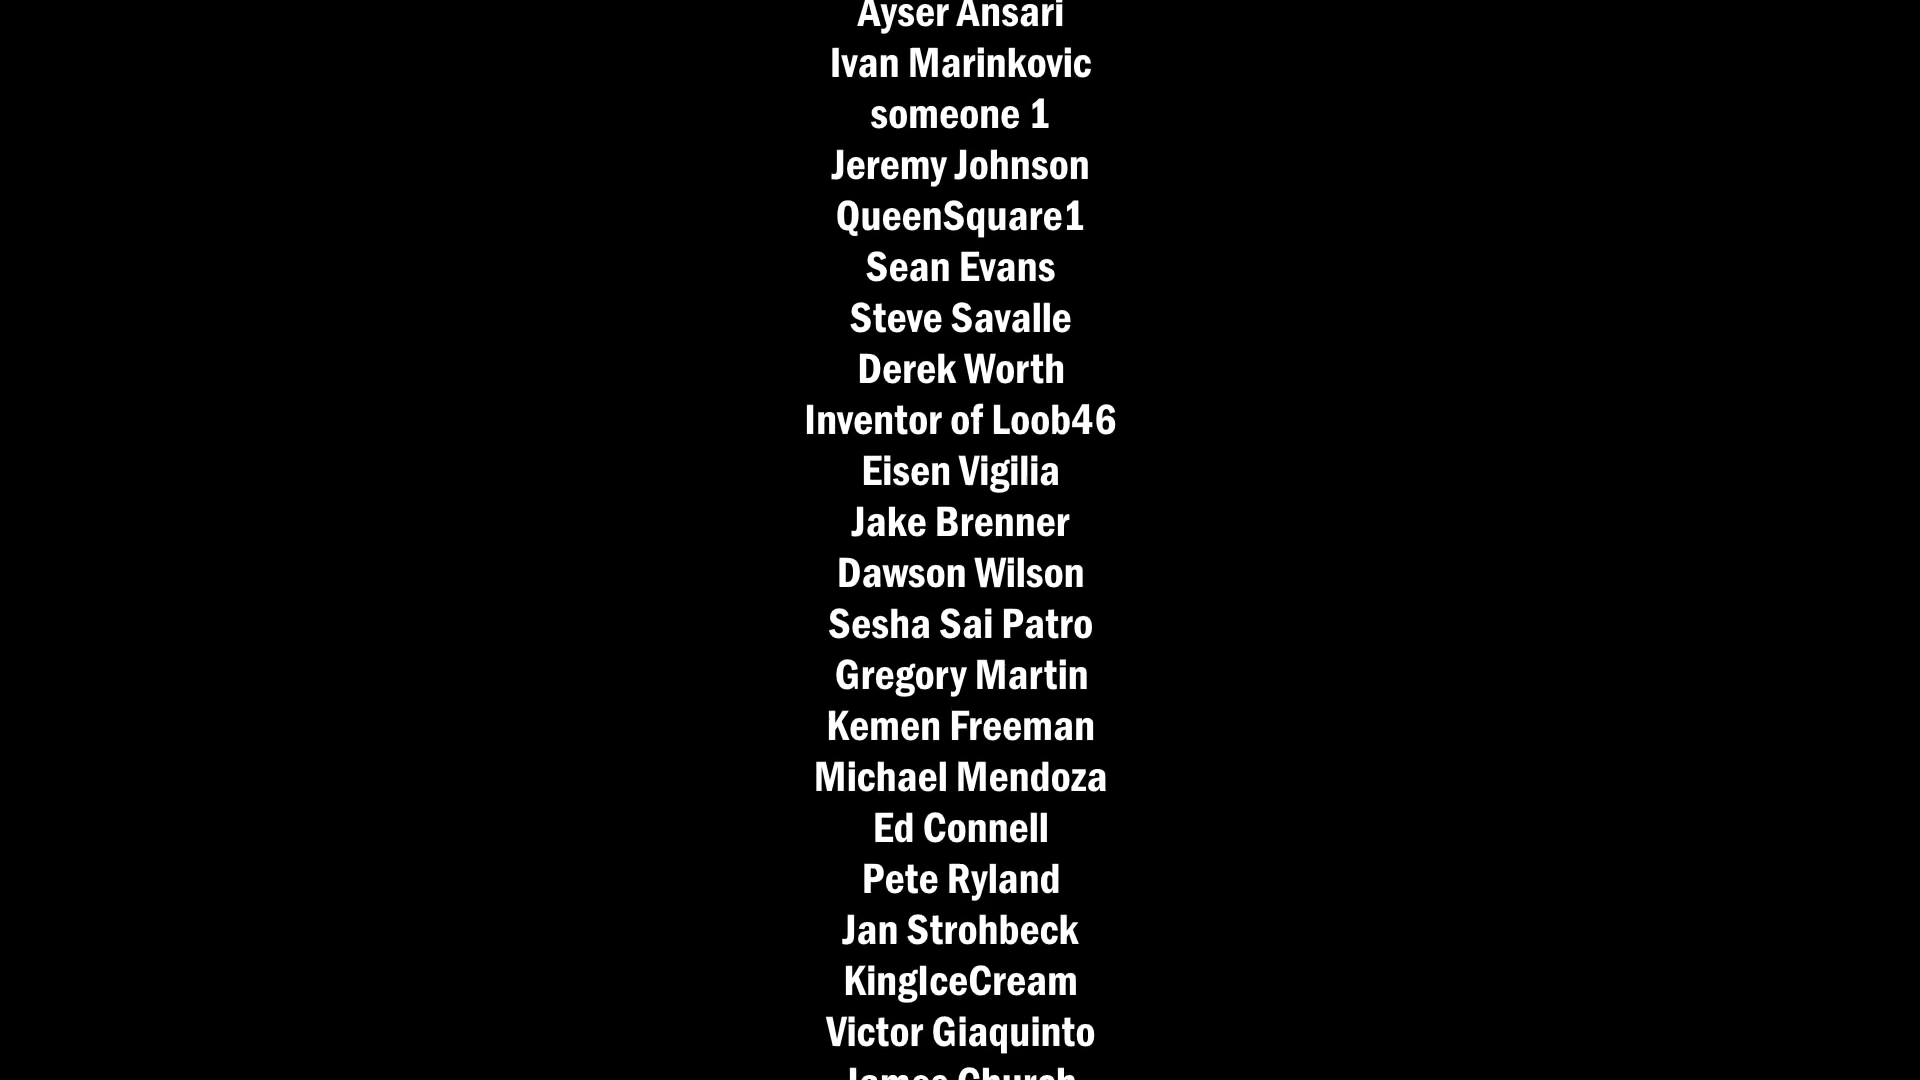 Ayser Ansari
Ivan Marinkovic
someone 1
Jeremy Johnson
QueenSquare1
Sean Evans
Steve Savalle
Derek Worth
Inventor of Loob46
Eisen Vigilia
Jake Brenner
Dawson Wilson
Sesha Sai Patro
Gregory Martin
Kemen Freeman
Michael Mendoza
Ed Connell
Pete Ryland
Jan Strohbeck
KingIceCream
Victor Giaquinto
James Church